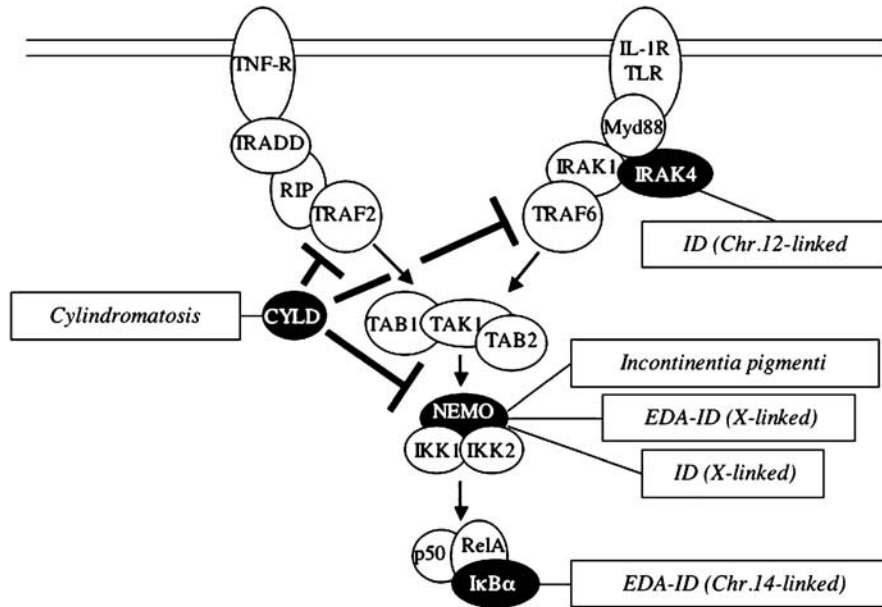 TNF-R
IL-1R
TLR
TRADD
Myd88
RIP
IRAK1
IRAK4
TRAF2
TRAF6
ID (Chr.12-linked
Cylindromatosis
CYLD
TAB1
TAK1
TAB2
Incontinentia pigmenti
NEMO
EDA-ID (X-linked)
IKK1
IKK2
ID (X-linked)
p50
RelA
IκBα
EDA-ID (Chr.14-linked)